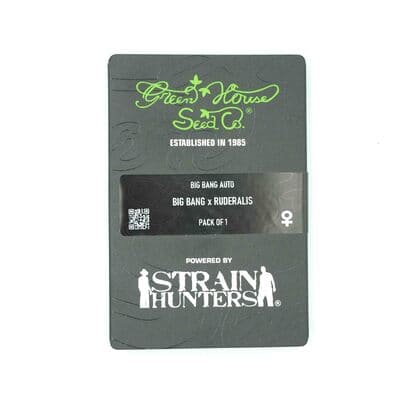 Green House
Seed Co.®
ESTABLISHED IN 1985
BIG BANG AUTO
BIG BANG x RUDERALIS
PACK OF 1
POWERED BY
STRAIN
HUNTERS®